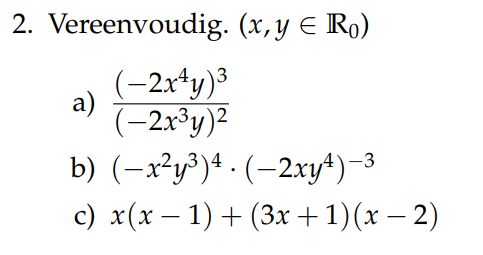 2. Vereenvoudig. (x, y ∈ ℝ₀)
a) (−2x⁴y)³ / (−2x³y)²
b) (−x²y³)⁴ · (−2xy⁴)⁻³
c) x(x − 1) + (3x + 1)(x − 2)